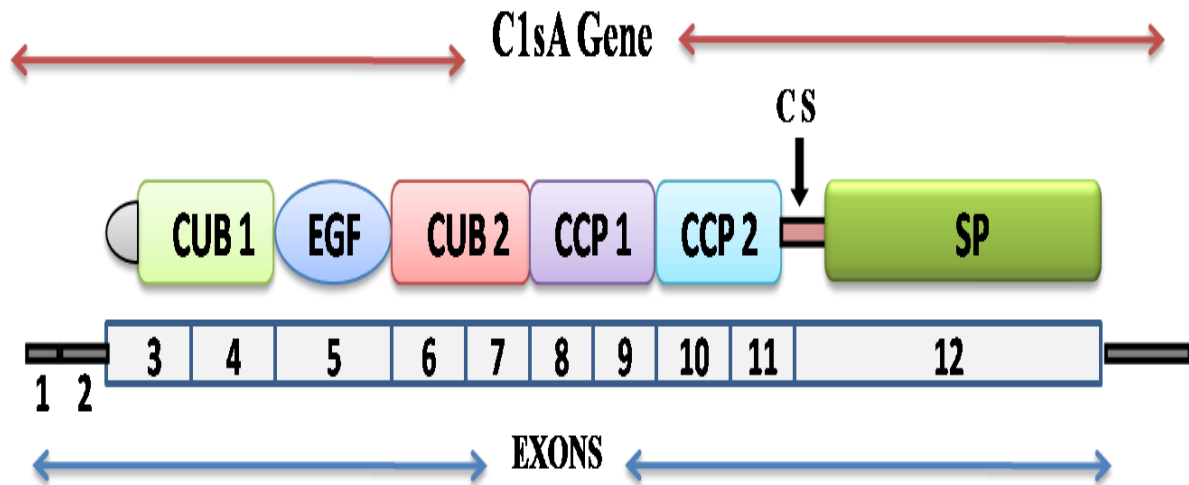 C1sA Gene
CS
CUB 1 EGF CUB 2 CCP 1 CCP 2 SP
3 4 5 6 7 8 9 10 11 12
1 2
EXONS